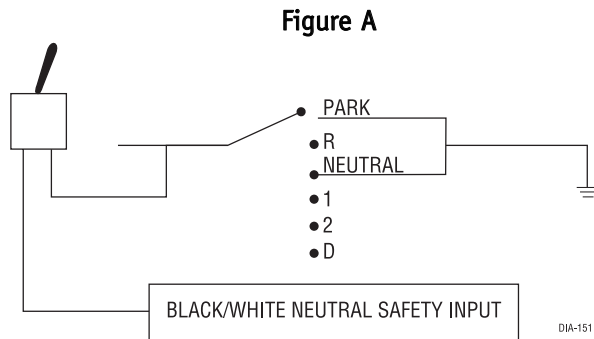 Figure A
PARK
R
NEUTRAL
1
2
D
BLACK/WHITE NEUTRAL SAFETY INPUT
DIA-151